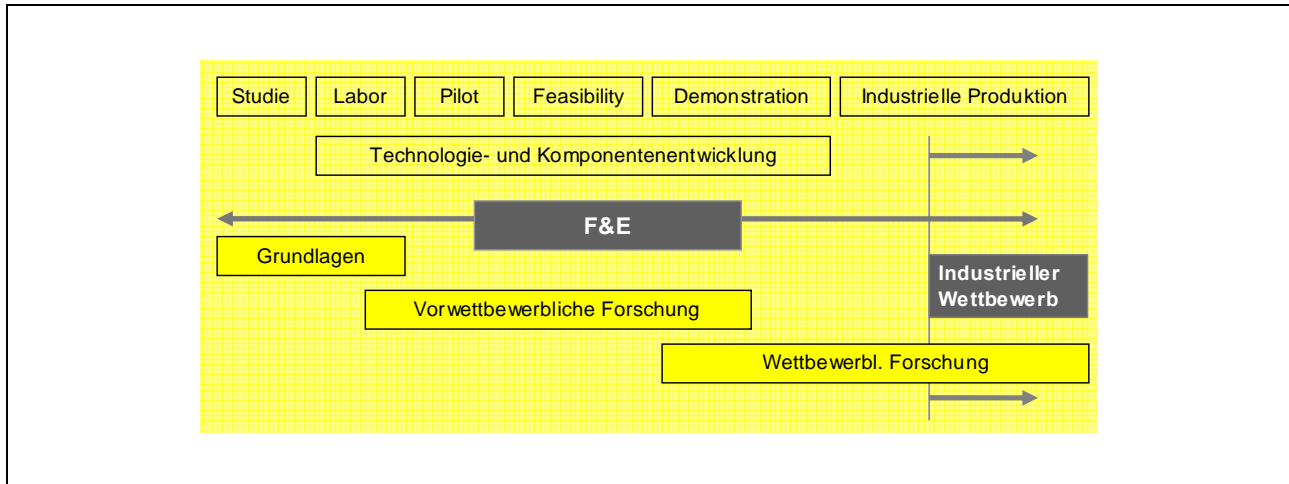 Studie
Labor
Pilot
Feasibility
Demonstration
Industrielle Produktion
Technologie- und Komponentenentwicklung
F&E
Grundlagen
Industrieller
Wettbewerb
Vorwettbewerbliche Forschung
Wettbewerbl. Forschung